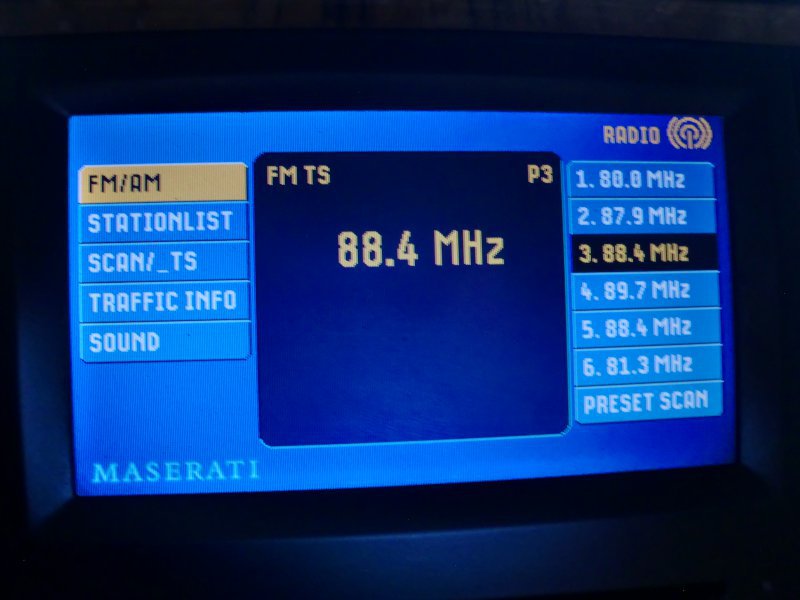 RADIO
FM/AM
STATIONLIST
SCAN/_TS
TRAFFIC INFO
SOUND
FM TS P3
88.4 MHz
1. 80.0 MHz
2. 87.9 MHz
3. 88.4 MHz
4. 89.7 MHz
5. 88.4 MHz
6. 81.3 MHz
PRESET SCAN
MASERATI